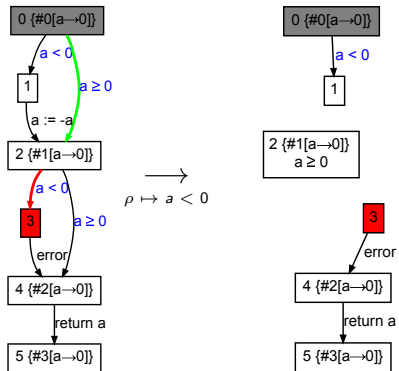 0 {#0[a→0]}
a < 0
1
a ≥ 0
a := -a
2 {#1[a→0]}
a < 0
3
a ≥ 0
error
4 {#2[a→0]}
return a
5 {#3[a→0]}
⟶
ρ ↦ a < 0
0 {#0[a→0]}
a < 0
1
2 {#1[a→0]}
a ≥ 0
3
error
4 {#2[a→0]}
return a
5 {#3[a→0]}